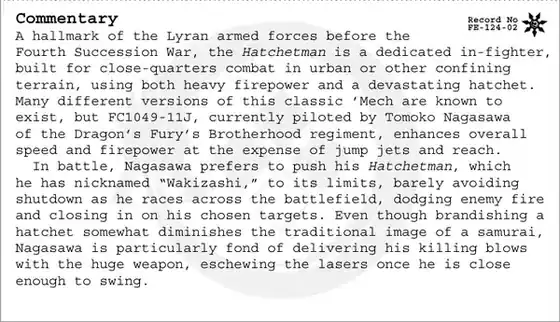 Commentary
Record No
FE-124-02
A hallmark of the Lyran armed forces before the
Fourth Succession War, the Hatchetman is a dedicated in-fighter,
built for close-quarters combat in urban or other confining
terrain, using both heavy firepower and a devastating hatchet.
Many different versions of this classic ‘Mech are known to
exist, but FC1049-11J, currently piloted by Tomoko Nagasawa
of the Dragon’s Fury’s Brotherhood regiment, enhances overall
speed and firepower at the expense of jump jets and reach.
In battle, Nagasawa prefers to push his Hatchetman, which
he has nicknamed “Wakizashi,” to its limits, barely avoiding
shutdown as he races across the battlefield, dodging enemy fire
and closing in on his chosen targets. Even though brandishing a
hatchet somewhat diminishes the traditional image of a samurai,
Nagasawa is particularly fond of delivering his killing blows
with the huge weapon, eschewing the lasers once he is close
enough to swing.